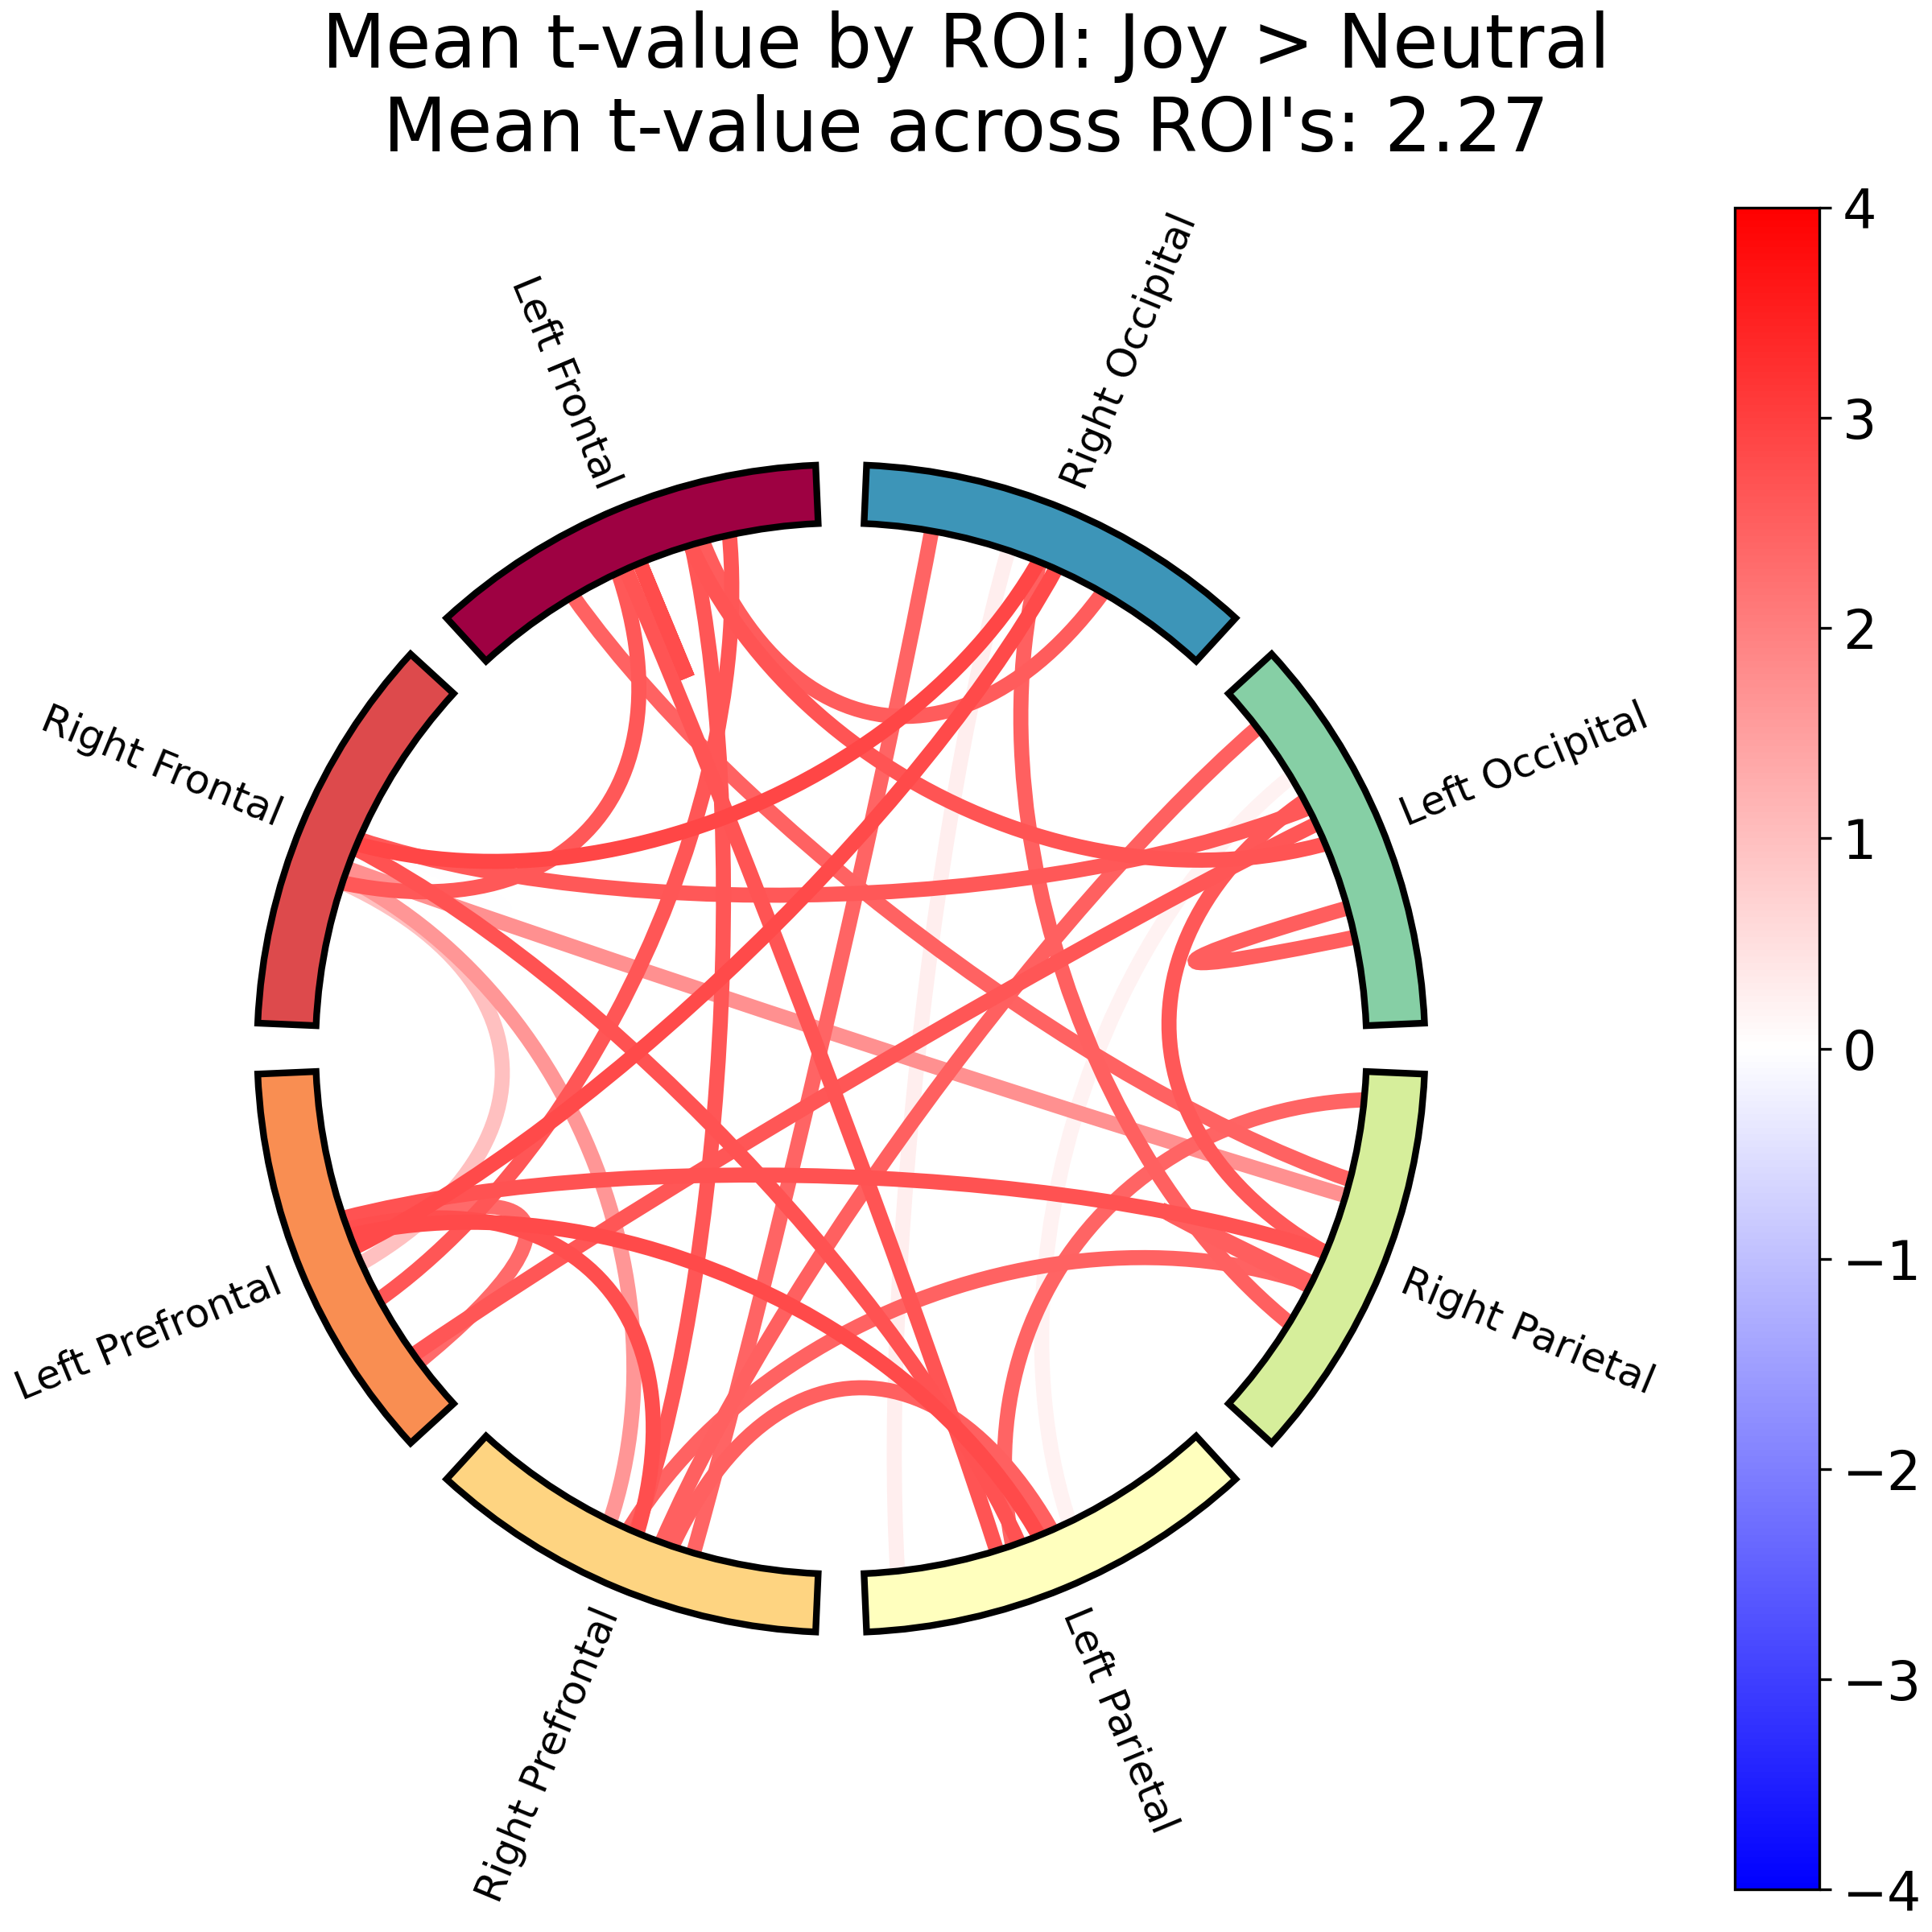 Mean t-value by ROI: Joy > Neutral
Mean t-value across ROI's: 2.27
Left Frontal
Right Occipital
Right Frontal
Left Occipital
Left Prefrontal
Right Parietal
Right Prefrontal
Left Parietal
4
3
2
1
0
−1
−2
−3
−4